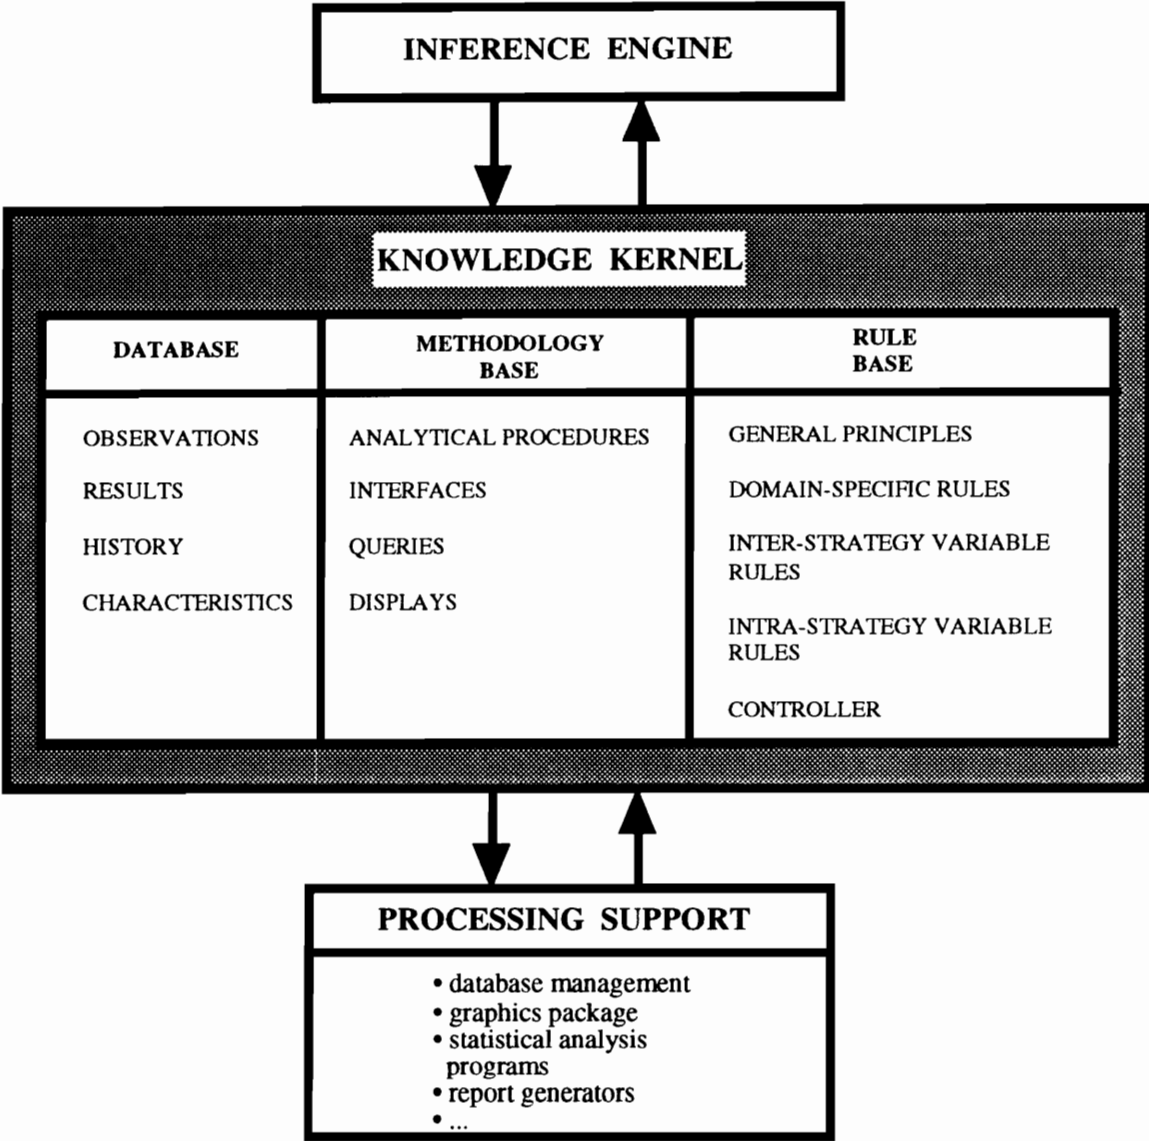 INFERENCE ENGINE
KNOWLEDGE KERNEL
DATABASE
OBSERVATIONS
RESULTS
HISTORY
CHARACTERISTICS
METHODOLOGY
BASE
ANALYTICAL PROCEDURES
INTERFACES
QUERIES
DISPLAYS
RULE
BASE
GENERAL PRINCIPLES
DOMAIN-SPECIFIC RULES
INTER-STRATEGY VARIABLE
RULES
INTRA-STRATEGY VARIABLE
RULES
CONTROLLER
PROCESSING SUPPORT
• database management
• graphics package
• statistical analysis
programs
• report generators
• ...